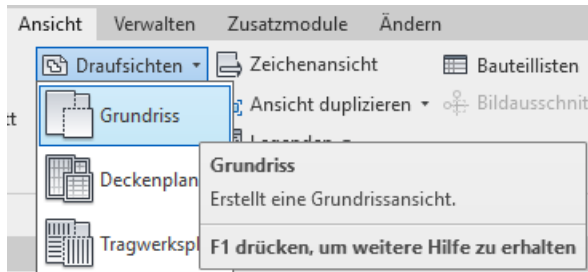 Ansicht Verwalten Zusatzmodule Ändern
Draufsichten Zeichenansicht Bauteillisten
Grundriss Ansicht duplizieren
Deckenplan
Grundriss
Erstellt eine Grundrissansicht.
F1 drücken, um weitere Hilfe zu erhalten